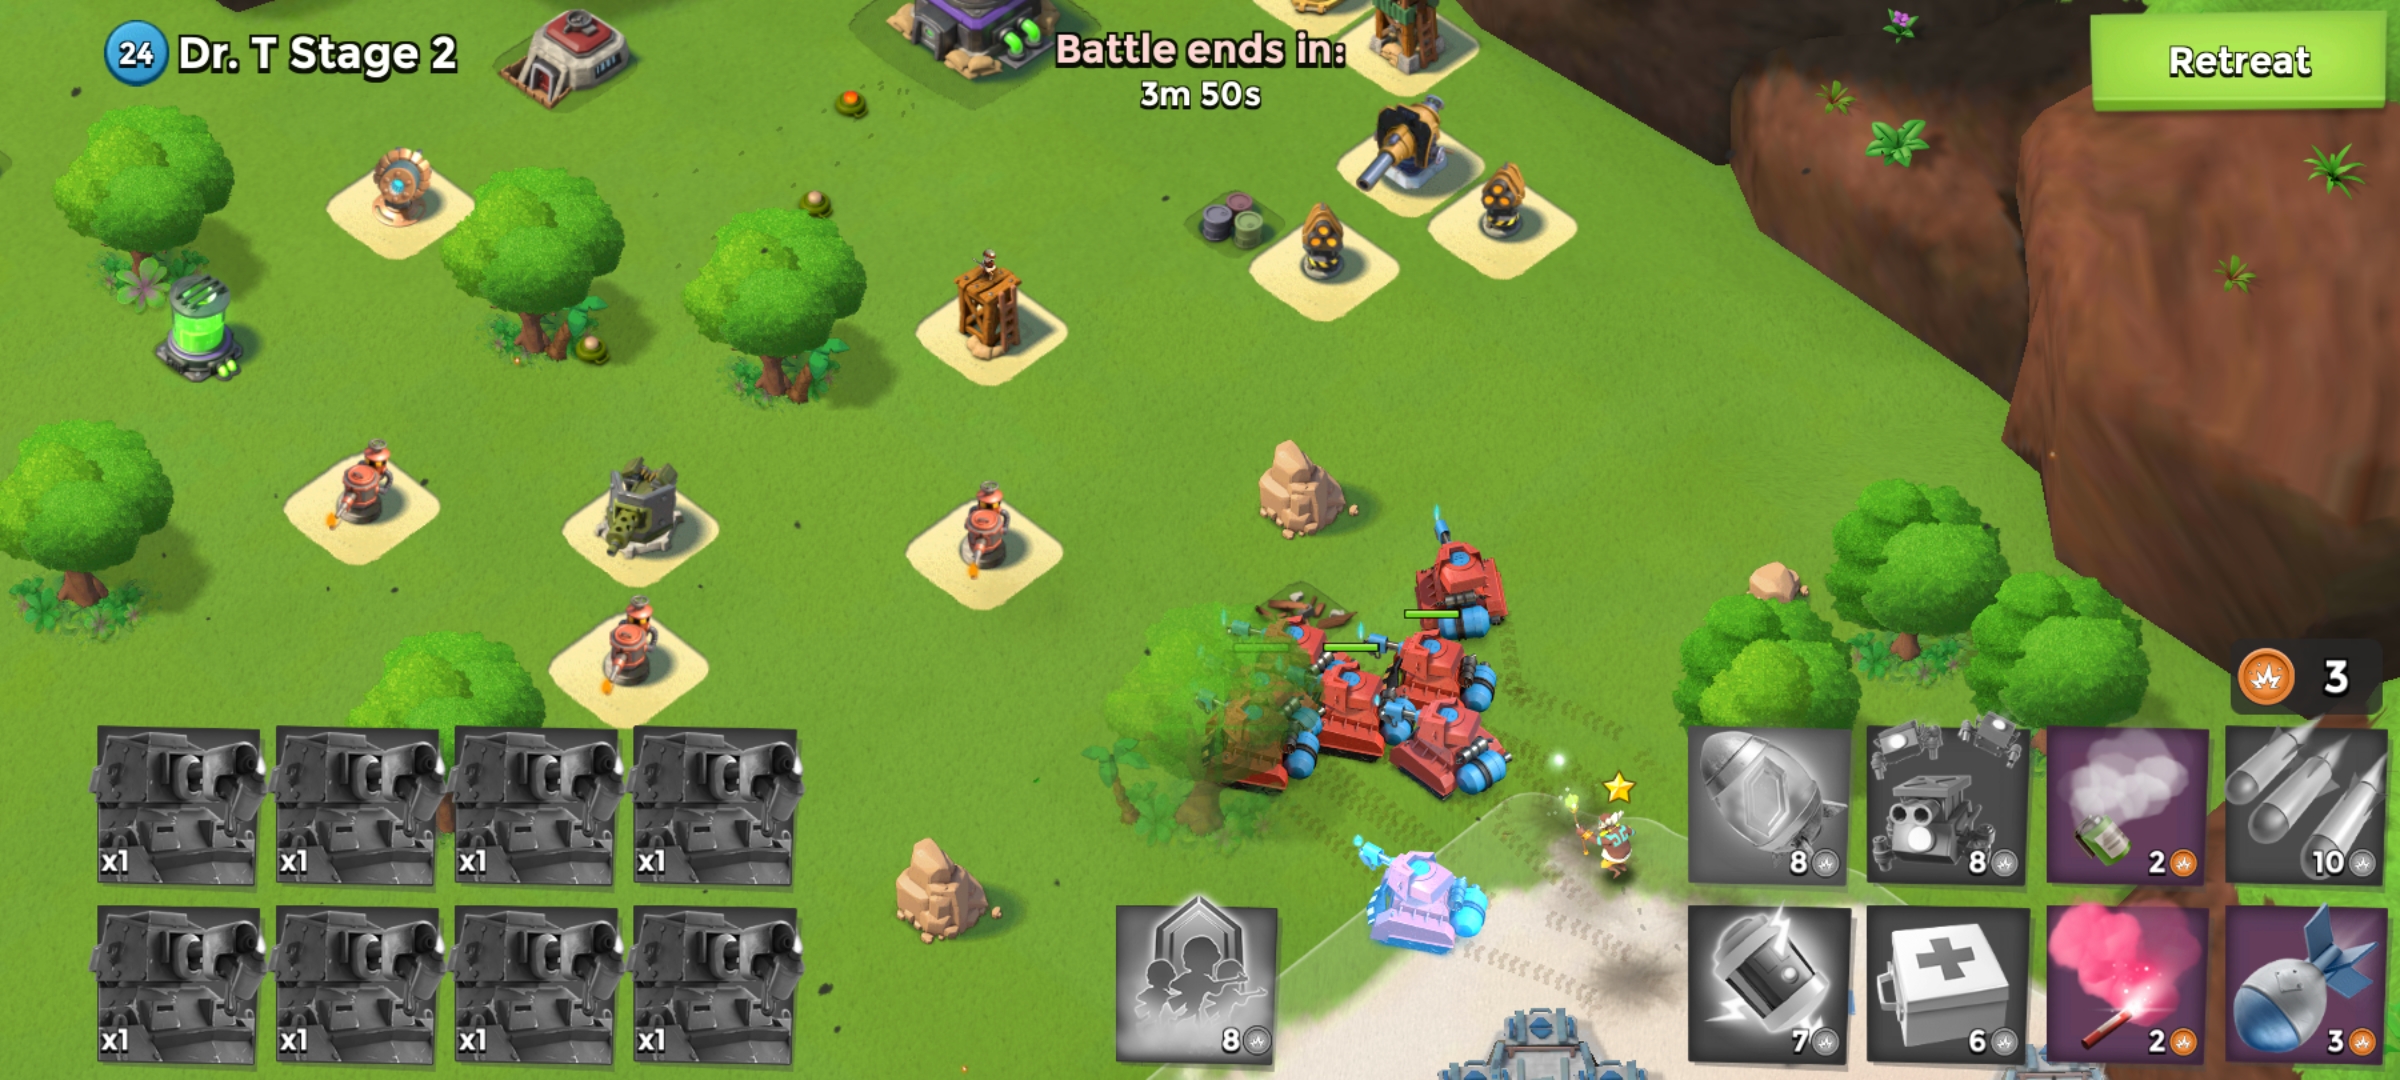 24 Dr. T Stage 2
Battle ends in:
3m 50s
Retreat
3
x1 x1 x1 x1
8 8 2 10
x1 x1 x1 x1
8
7 6 2 3